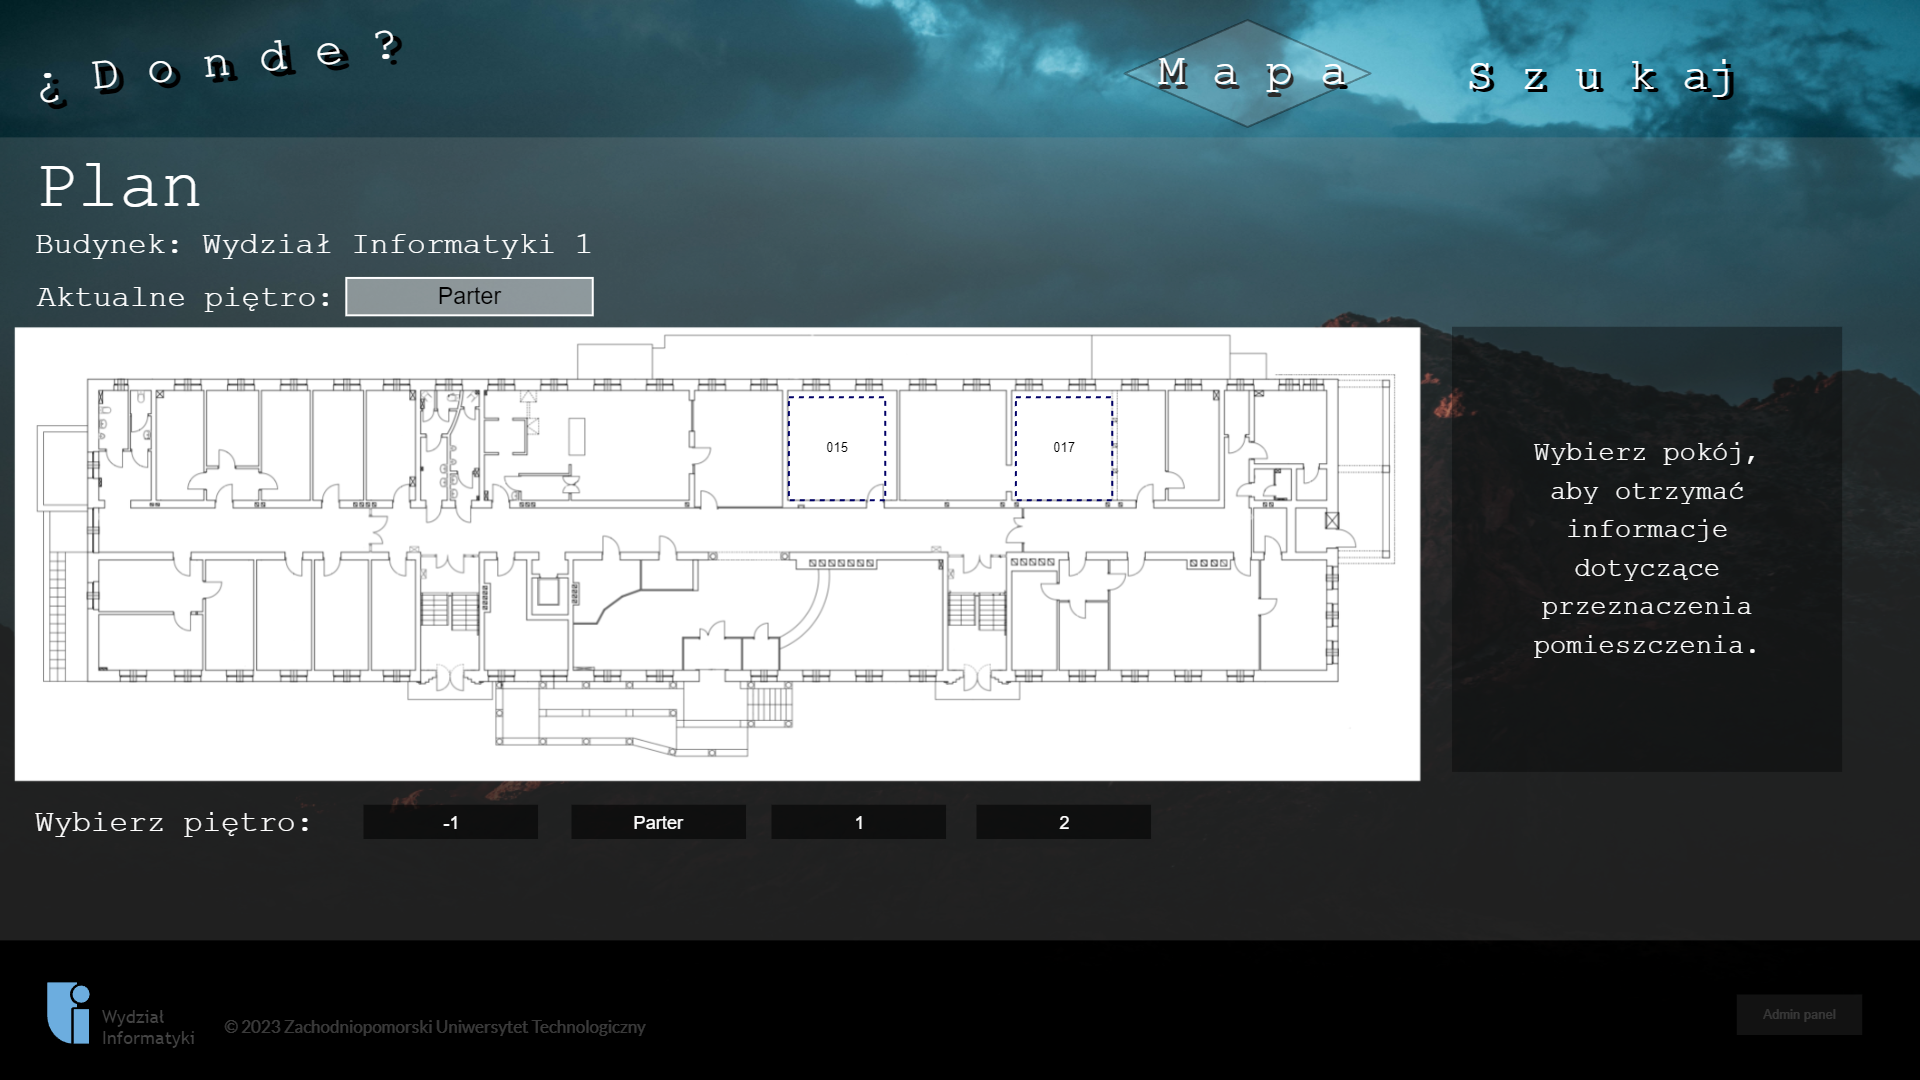 ¿Donde?
Mapa
Szukaj
Plan
Budynek: Wydział Informatyki 1
Aktualne piętro: Parter
015
017
Wybierz pokój,
aby otrzymać
informacje
dotyczące
przeznaczenia
pomieszczenia.
Wybierz piętro: -1 Parter 1 2
Wydział
Informatyki
© 2023 Zachodniopomorski Uniwersytet Technologiczny
Admin panel